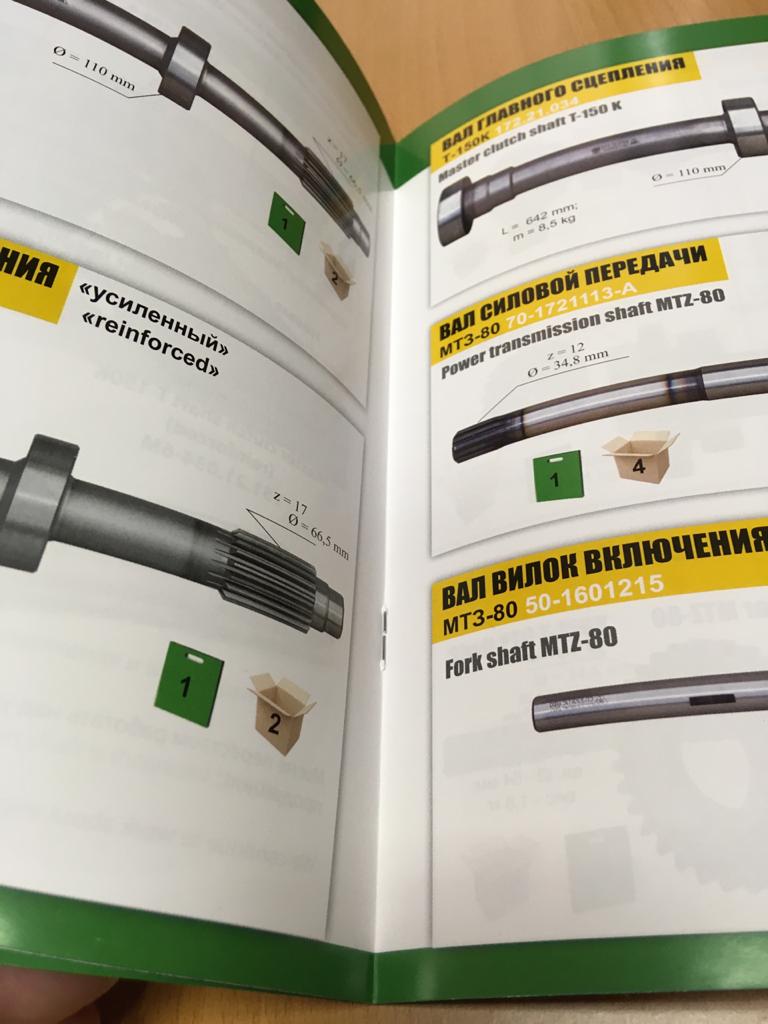 Ø = 110 mm
z = 17
1
2
НИЯ
«усиленный»
«reinforced»
z = 17
Ø = 66,5 mm
1
2
ВАЛ ГЛАВНОГО СЦЕПЛЕНИЯ
Т-150К 172.21.034
Master clutch shaft T-150 K
Ø = 110 mm
L = 642 mm;
m = 8,5 kg
ВАЛ СИЛОВОЙ ПЕРЕДАЧИ
МТЗ-80 70-1721113-А
Power transmission shaft MTZ-80
z = 12
Ø = 34,8 mm
1
4
ВАЛ ВИЛОК ВКЛЮЧЕНИЯ
МТЗ-80 50-1601215
Fork shaft MTZ-80